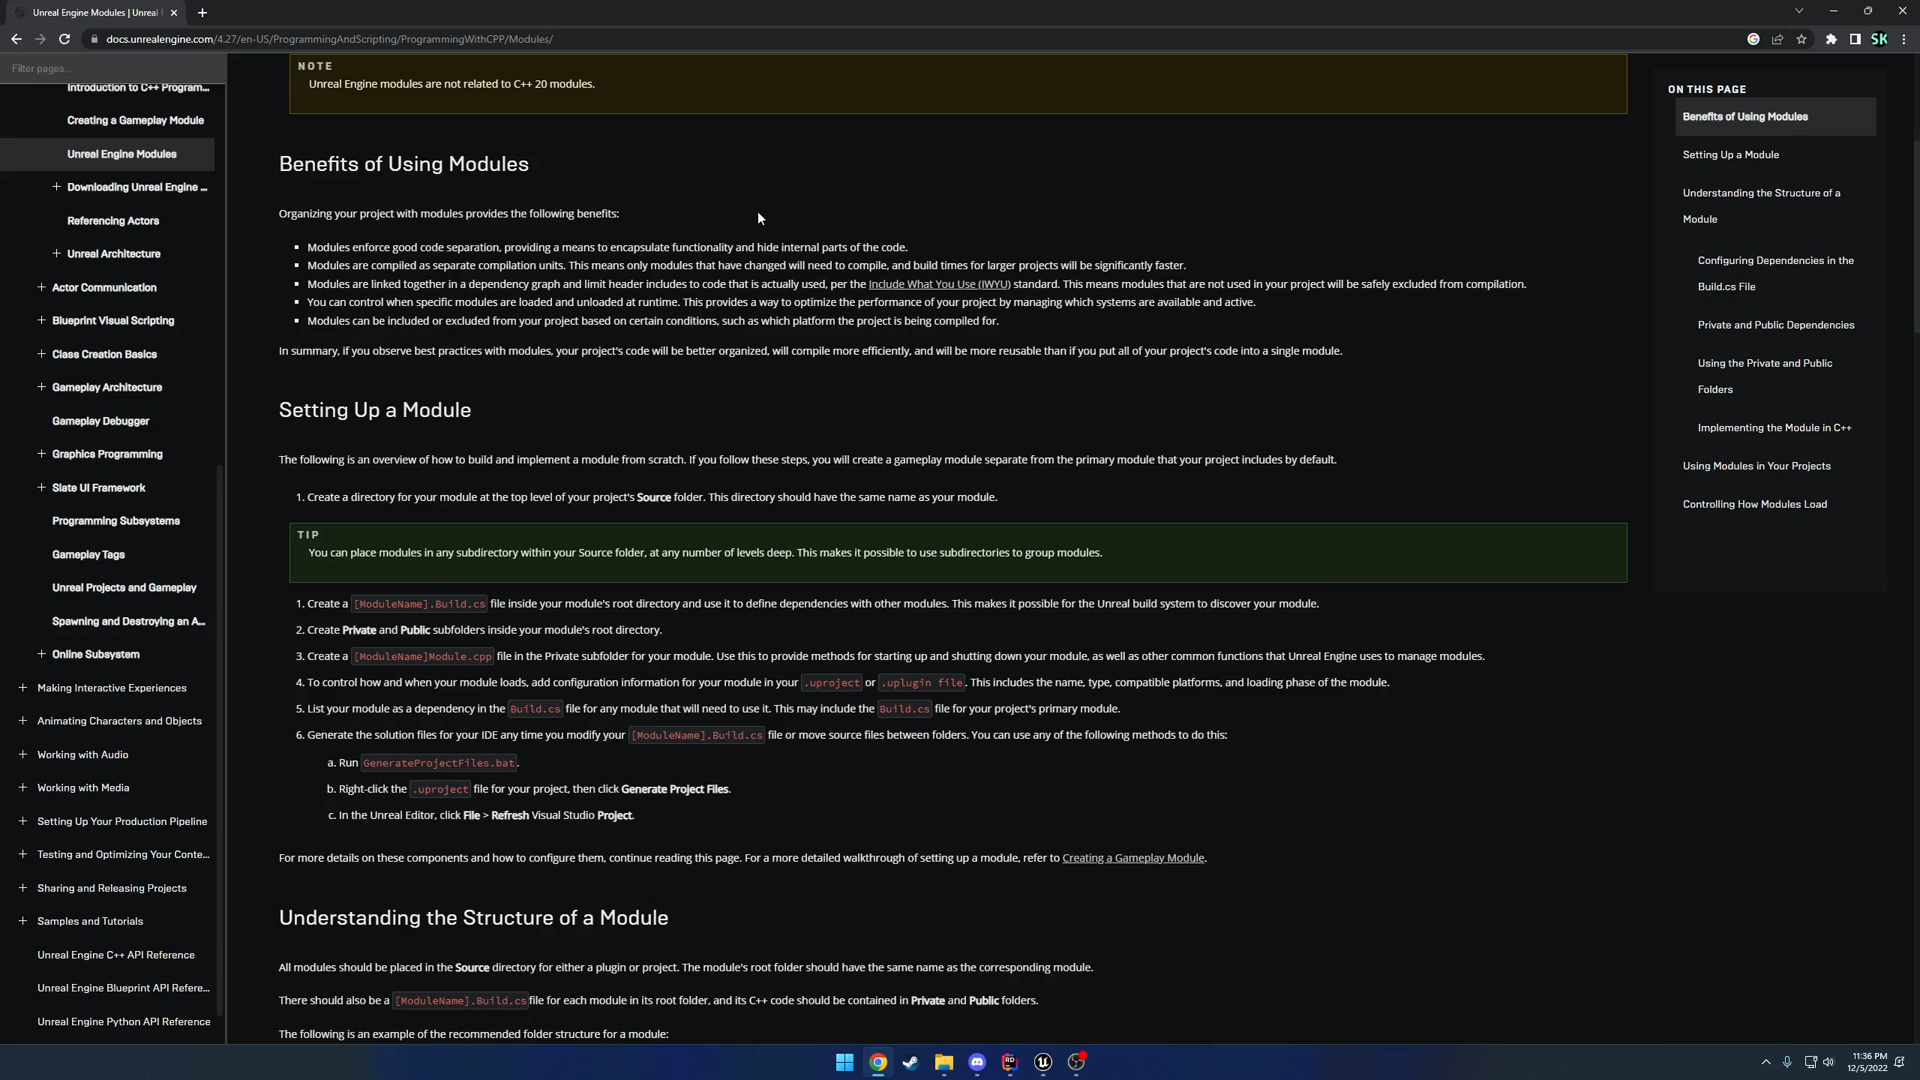 Unreal Engine Modules | Unreal
docs.unrealengine.com/4.27/en-US/ProgrammingAndScripting/ProgrammingWithCPP/Modules/
SK
Filter pages...
Introduction to C++ Program...
Creating a Gameplay Module
Unreal Engine Modules
Downloading Unreal Engine ...
Referencing Actors
Unreal Architecture
Actor Communication
Blueprint Visual Scripting
Class Creation Basics
Gameplay Architecture
Gameplay Debugger
Graphics Programming
Slate UI Framework
Programming Subsystems
Gameplay Tags
Unreal Projects and Gameplay
Spawning and Destroying an A...
Online Subsystem
Making Interactive Experiences
Animating Characters and Objects
Working with Audio
Working with Media
Setting Up Your Production Pipeline
Testing and Optimizing Your Conte...
Sharing and Releasing Projects
Samples and Tutorials
Unreal Engine C++ API Reference
Unreal Engine Blueprint API Refere...
Unreal Engine Python API Reference
NOTE
Unreal Engine modules are not related to C++ 20 modules.
Benefits of Using Modules
Organizing your project with modules provides the following benefits:
▪ Modules enforce good code separation, providing a means to encapsulate functionality and hide internal parts of the code.
▪ Modules are compiled as separate compilation units. This means only modules that have changed will need to compile, and build times for larger projects will be significantly faster.
▪ Modules are linked together in a dependency graph and limit header includes to code that is actually used, per the Include What You Use (IWYU) standard. This means modules that are not used in your project will be safely excluded from compilation.
▪ You can control when specific modules are loaded and unloaded at runtime. This provides a way to optimize the performance of your project by managing which systems are available and active.
▪ Modules can be included or excluded from your project based on certain conditions, such as which platform the project is being compiled for.
In summary, if you observe best practices with modules, your project's code will be better organized, will compile more efficiently, and will be more reusable than if you put all of your project's code into a single module.
Setting Up a Module
The following is an overview of how to build and implement a module from scratch. If you follow these steps, you will create a gameplay module separate from the primary module that your project includes by default.
1. Create a directory for your module at the top level of your project's Source folder. This directory should have the same name as your module.
TIP
You can place modules in any subdirectory within your Source folder, at any number of levels deep. This makes it possible to use subdirectories to group modules.
1. Create a [ModuleName].Build.cs file inside your module's root directory and use it to define dependencies with other modules. This makes it possible for the Unreal build system to discover your module.
2. Create Private and Public subfolders inside your module's root directory.
3. Create a [ModuleName]Module.cpp file in the Private subfolder for your module. Use this to provide methods for starting up and shutting down your module, as well as other common functions that Unreal Engine uses to manage modules.
4. To control how and when your module loads, add configuration information for your module in your .uproject or .uplugin file. This includes the name, type, compatible platforms, and loading phase of the module.
5. List your module as a dependency in the Build.cs file for any module that will need to use it. This may include the Build.cs file for your project's primary module.
6. Generate the solution files for your IDE any time you modify your [ModuleName].Build.cs file or move source files between folders. You can use any of the following methods to do this:
a. Run GenerateProjectFiles.bat.
b. Right-click the .uproject file for your project, then click Generate Project Files.
c. In the Unreal Editor, click File > Refresh Visual Studio Project.
For more details on these components and how to configure them, continue reading this page. For a more detailed walkthrough of setting up a module, refer to Creating a Gameplay Module.
Understanding the Structure of a Module
All modules should be placed in the Source directory for either a plugin or project. The module's root folder should have the same name as the corresponding module.
There should also be a [ModuleName].Build.cs file for each module in its root folder, and its C++ code should be contained in Private and Public folders.
The following is an example of the recommended folder structure for a module:
ON THIS PAGE
Benefits of Using Modules
Setting Up a Module
Understanding the Structure of a
Module
Configuring Dependencies in the
Build.cs File
Private and Public Dependencies
Using the Private and Public
Folders
Implementing the Module in C++
Using Modules in Your Projects
Controlling How Modules Load
RD
11:36 PM
12/5/2022